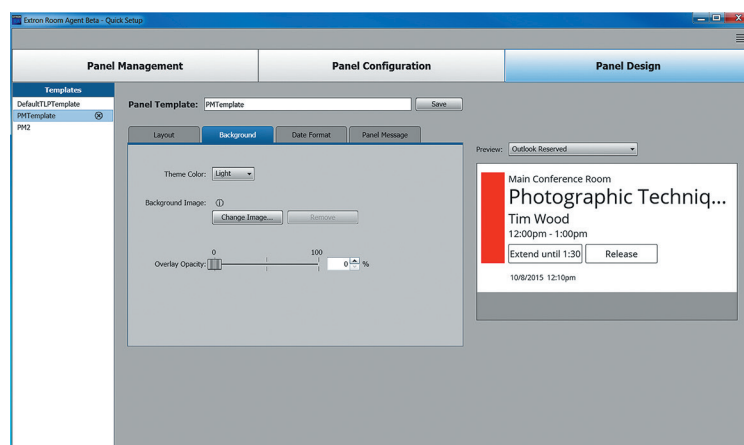 Extron Room Agent Beta - Quick Setup
Panel Management
Panel Configuration
Panel Design
Templates
DefaultTLPTemplate
PMTemplate
PM2
Panel Template: PMTemplate Save
Layout Background Date Format Panel Message
Theme Color: Light
Background Image:
Change Image... Remove
0 100
Overlay Opacity: 0 %
Preview: Outlook Reserved
Main Conference Room
Photographic Techniq...
Tim Wood
12:00pm - 1:00pm
Extend until 1:30 Release
10/8/2015 12:10pm